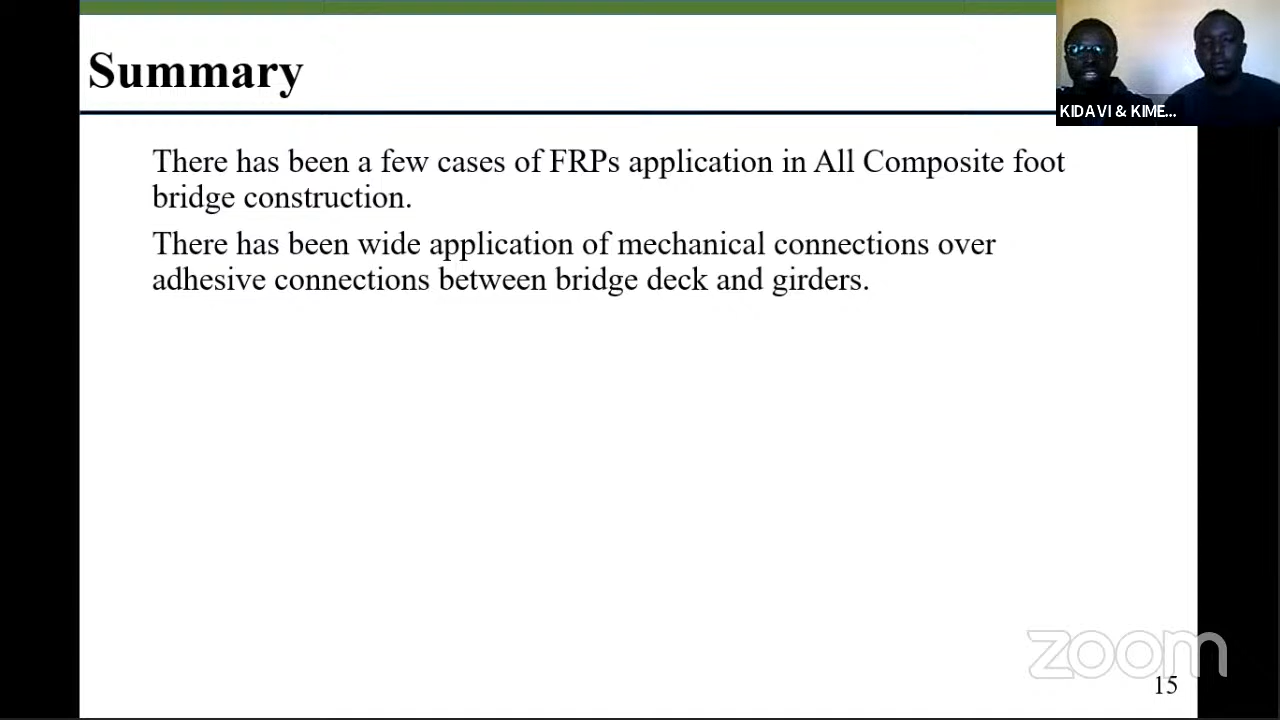 Summary
KIDAVI & KIME...
There has been a few cases of FRPs application in All Composite foot
bridge construction.
There has been wide application of mechanical connections over
adhesive connections between bridge deck and girders.
zoom
15